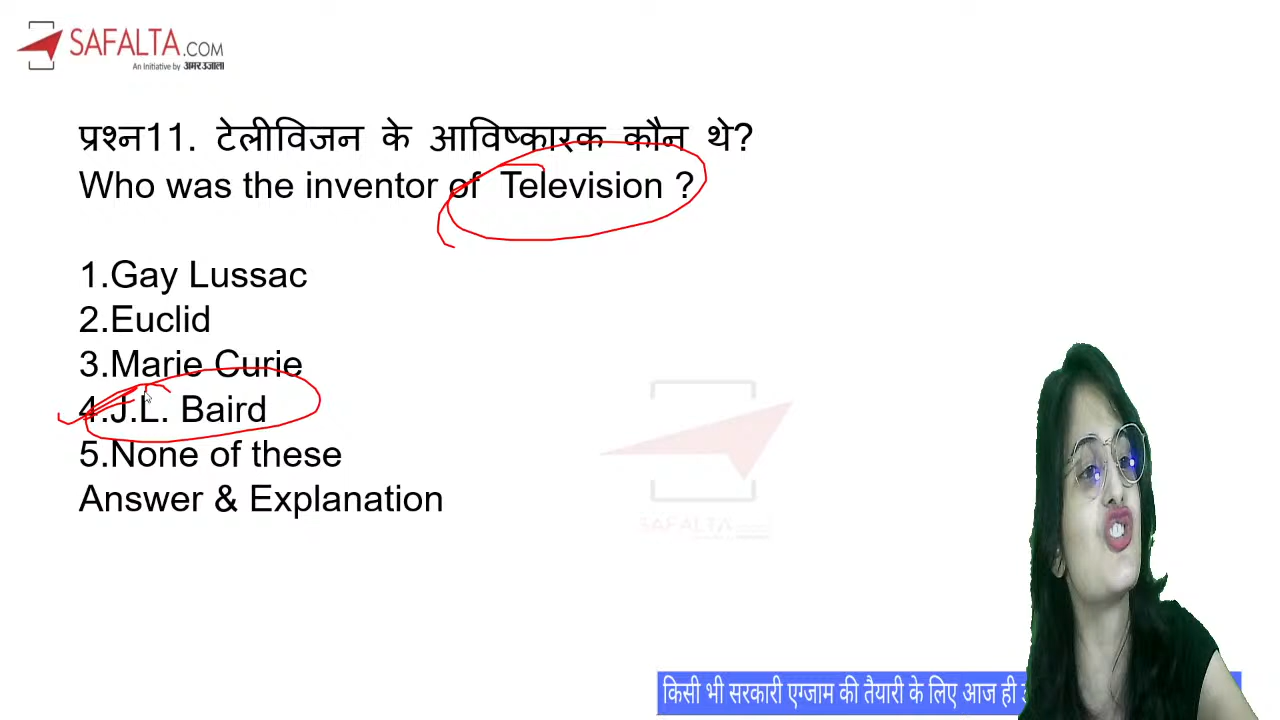 SAFALTA.COM
An Initiative by अमर उजाला
प्रश्न11. टेलीविजन के आविष्कारक कौन थे?
Who was the inventor of Television ?
1.Gay Lussac
2.Euclid
3.Marie Curie
4.J.L. Baird
5.None of these
Answer & Explanation
SAFALTA
किसी भी सरकारी एग्जाम की तैयारी के लिए आज ही